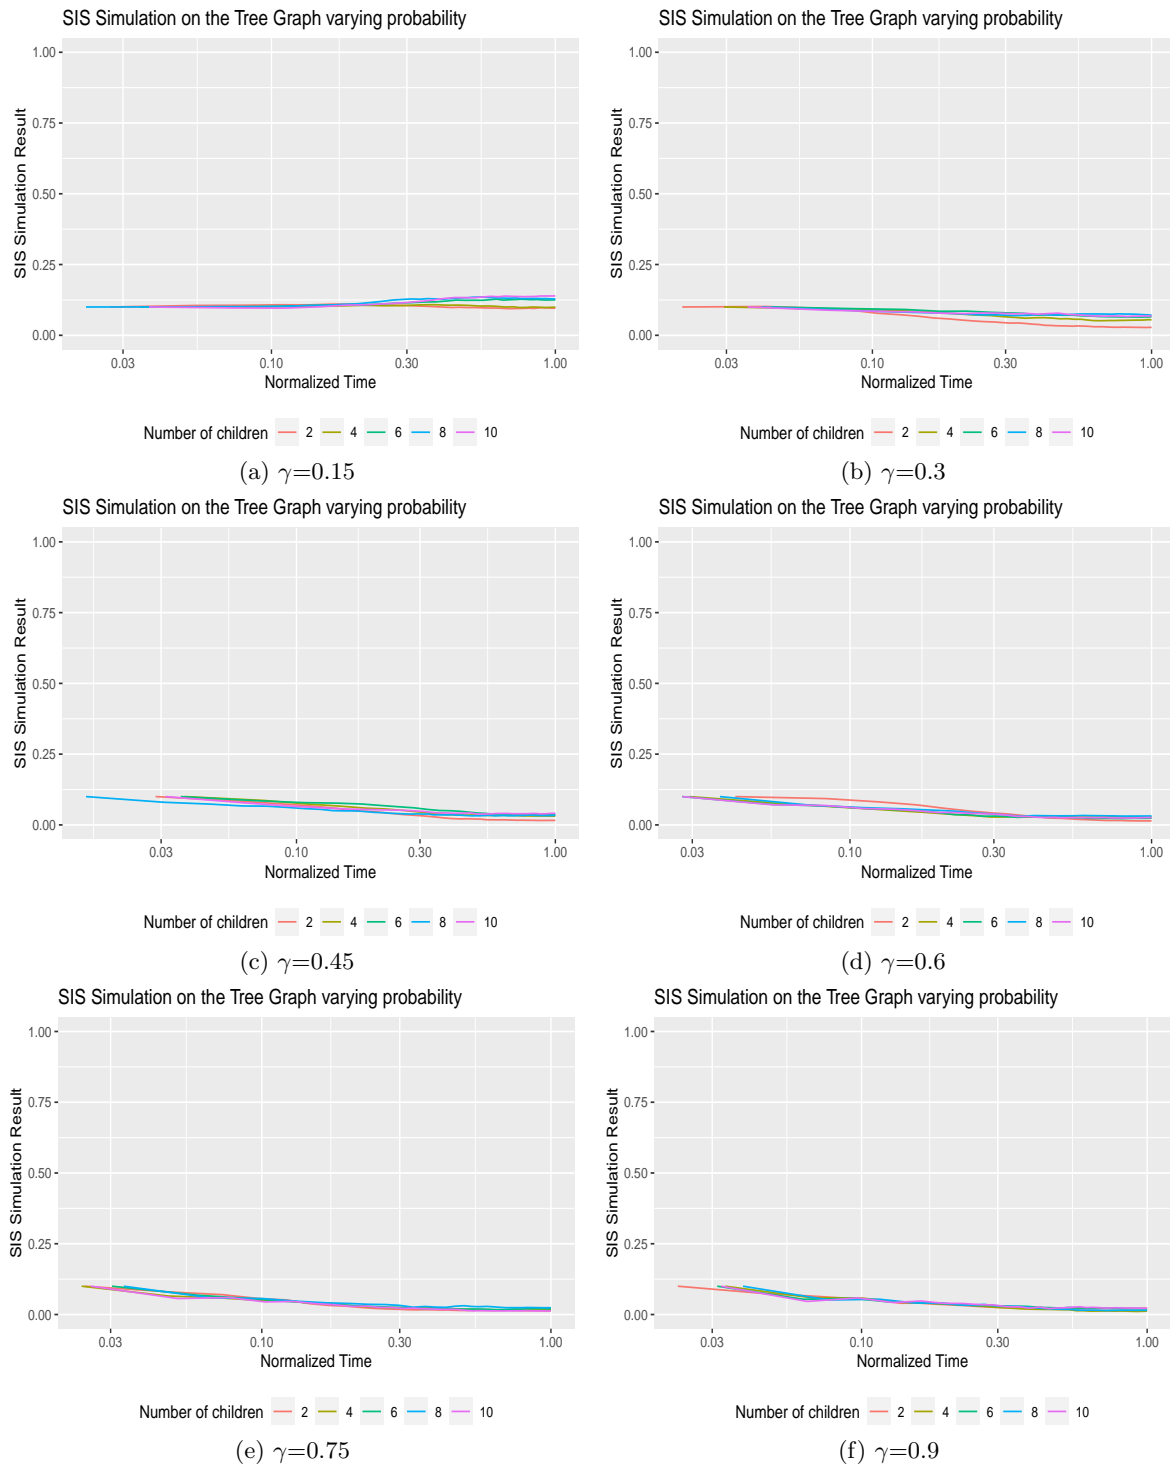 SIS Simulation on the Tree Graph varying probability
SIS Simulation Result
1.00
0.75
0.50
0.25
0.00
0.03 0.10 0.30 1.00
Normalized Time
Number of children 2 4 6 8 10
(a) γ=0.15
SIS Simulation on the Tree Graph varying probability
SIS Simulation Result
1.00
0.75
0.50
0.25
0.00
0.03 0.10 0.30 1.00
Normalized Time
Number of children 2 4 6 8 10
(b) γ=0.3
SIS Simulation on the Tree Graph varying probability
SIS Simulation Result
1.00
0.75
0.50
0.25
0.00
0.03 0.10 0.30 1.00
Normalized Time
Number of children 2 4 6 8 10
(c) γ=0.45
SIS Simulation on the Tree Graph varying probability
SIS Simulation Result
1.00
0.75
0.50
0.25
0.00
0.03 0.10 0.30 1.00
Normalized Time
Number of children 2 4 6 8 10
(d) γ=0.6
SIS Simulation on the Tree Graph varying probability
SIS Simulation Result
1.00
0.75
0.50
0.25
0.00
0.03 0.10 0.30 1.00
Normalized Time
Number of children 2 4 6 8 10
(e) γ=0.75
SIS Simulation on the Tree Graph varying probability
SIS Simulation Result
1.00
0.75
0.50
0.25
0.00
0.03 0.10 0.30 1.00
Normalized Time
Number of children 2 4 6 8 10
(f) γ=0.9